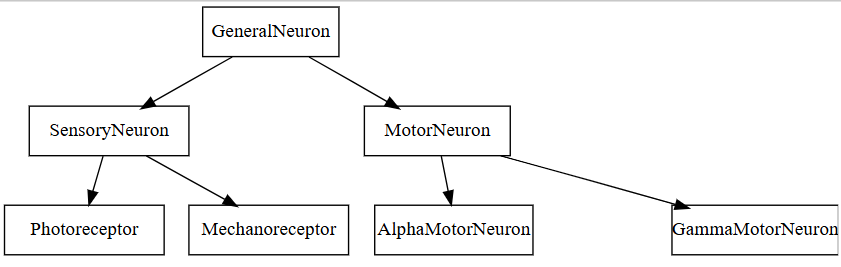 GeneralNeuron
SensoryNeuron
MotorNeuron
Photoreceptor
Mechanoreceptor
AlphaMotorNeuron
GammaMotorNeuron